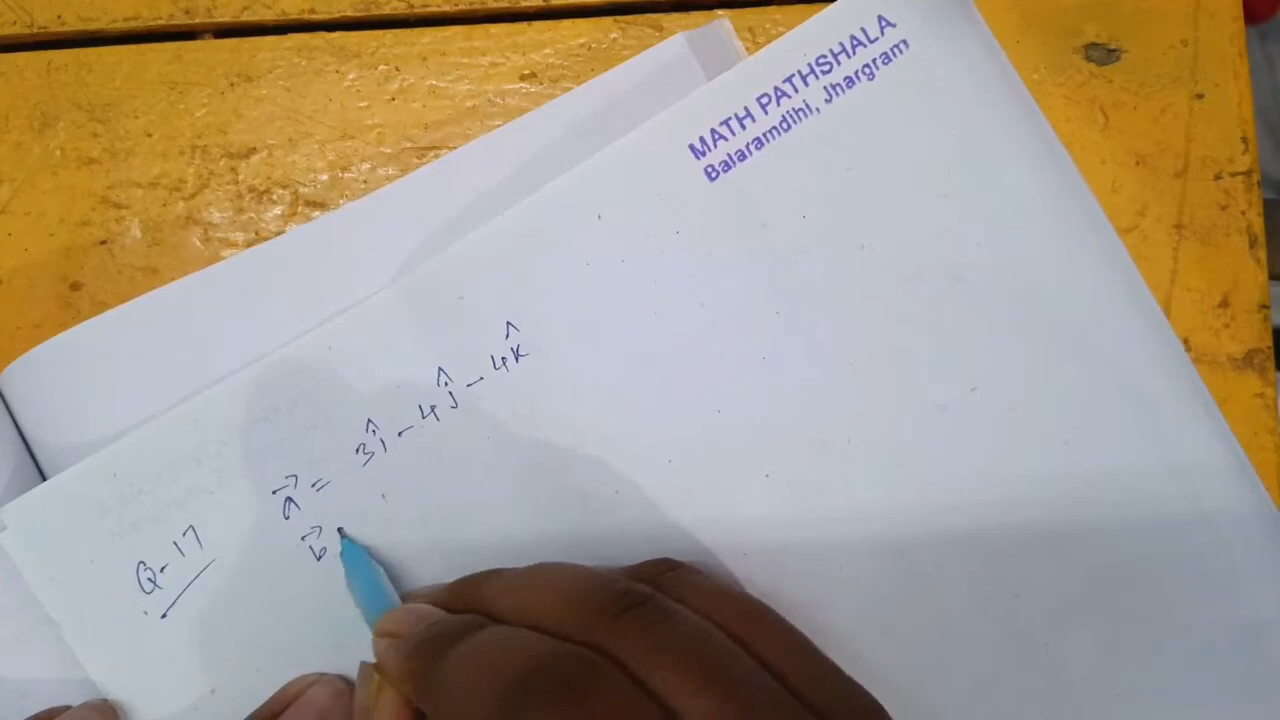 MATH PATHSHALA
Balaramdihi, Jhargram
Q-17
a⃗ = 3î - 4ĵ - 4k̂
b⃗